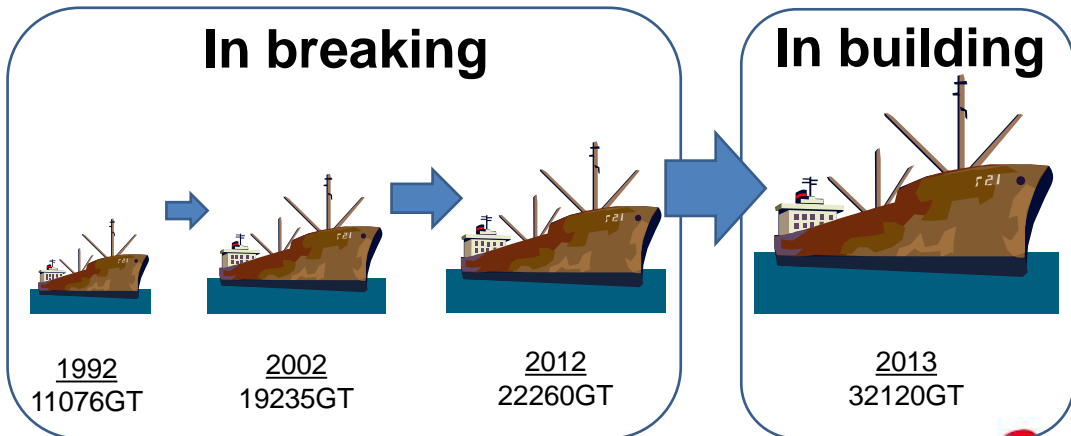 In breaking
In building
1992
11076GT
2002
19235GT
2012
22260GT
2013
32120GT